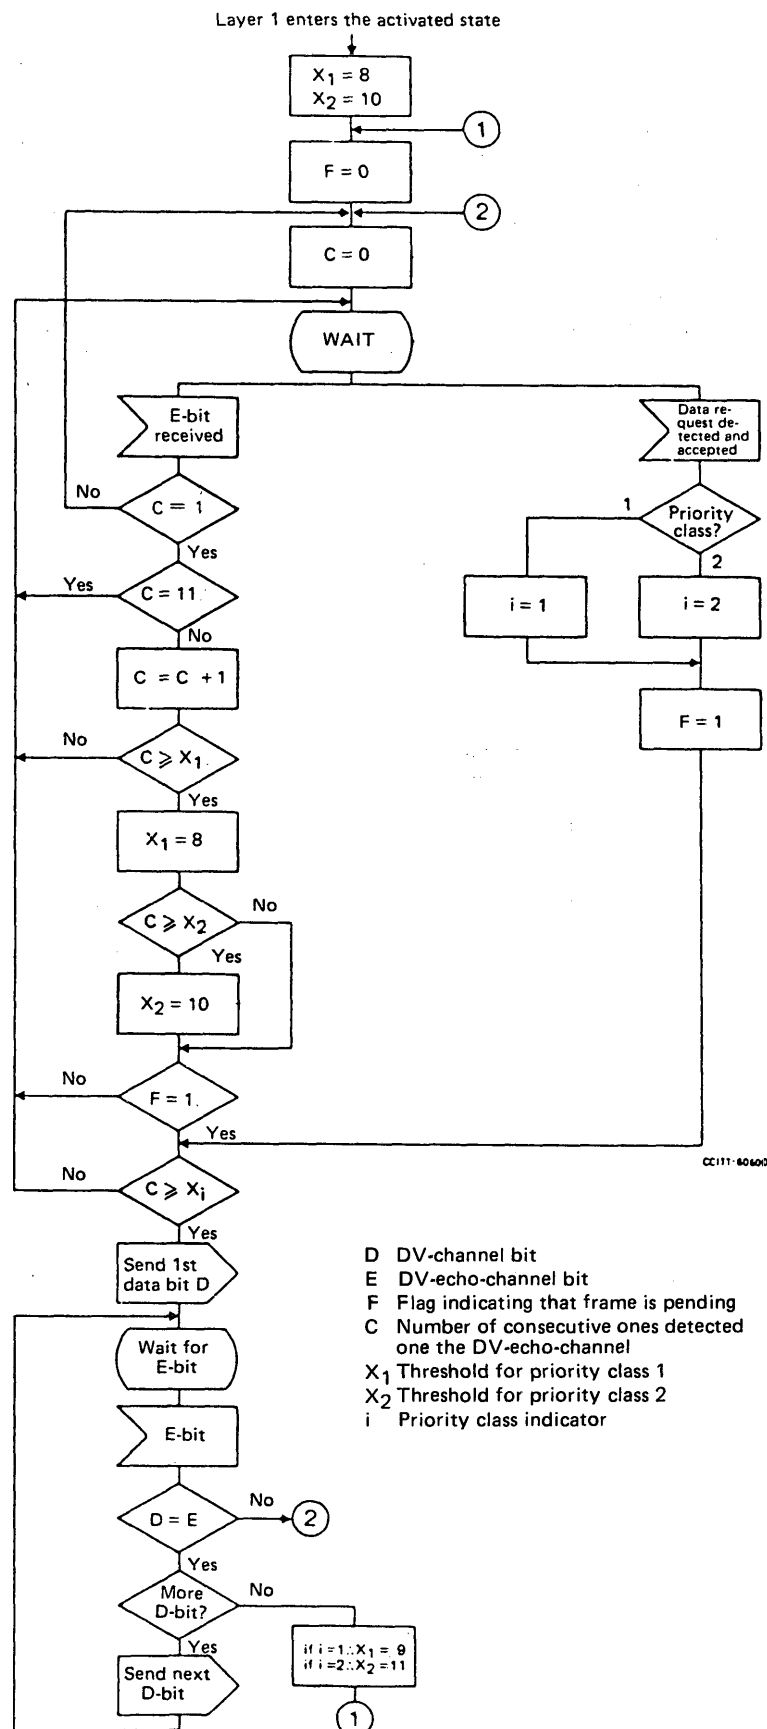 Layer 1 enters the activated state
X1 = 8
X2 = 10
1
F = 0
2
C = 0
WAIT
E-bit
received
Data re-
quest de-
tected and
accepted
No
C = 1
Yes
1
Priority
class?
2
Yes
C = 11
No
i = 1
i = 2
C = C + 1
F = 1
No
C ⩾ X1
Yes
X1 = 8
C ⩾ X2
No
Yes
X2 = 10
No
F = 1
Yes
No
C ⩾ Xi
Yes
Send 1st
data bit D
D DV-channel bit
E DV-echo-channel bit
F Flag indicating that frame is pending
C Number of consecutive ones detected
one the DV-echo-channel
X1 Threshold for priority class 1
X2 Threshold for priority class 2
i Priority class indicator
Wait for
E-bit
E-bit
D = E
No
2
Yes
More
D-bit?
No
Yes
if i = 1 ∴ X1 = 9
if i = 2 ∴ X2 = 11
Send next
D-bit
1